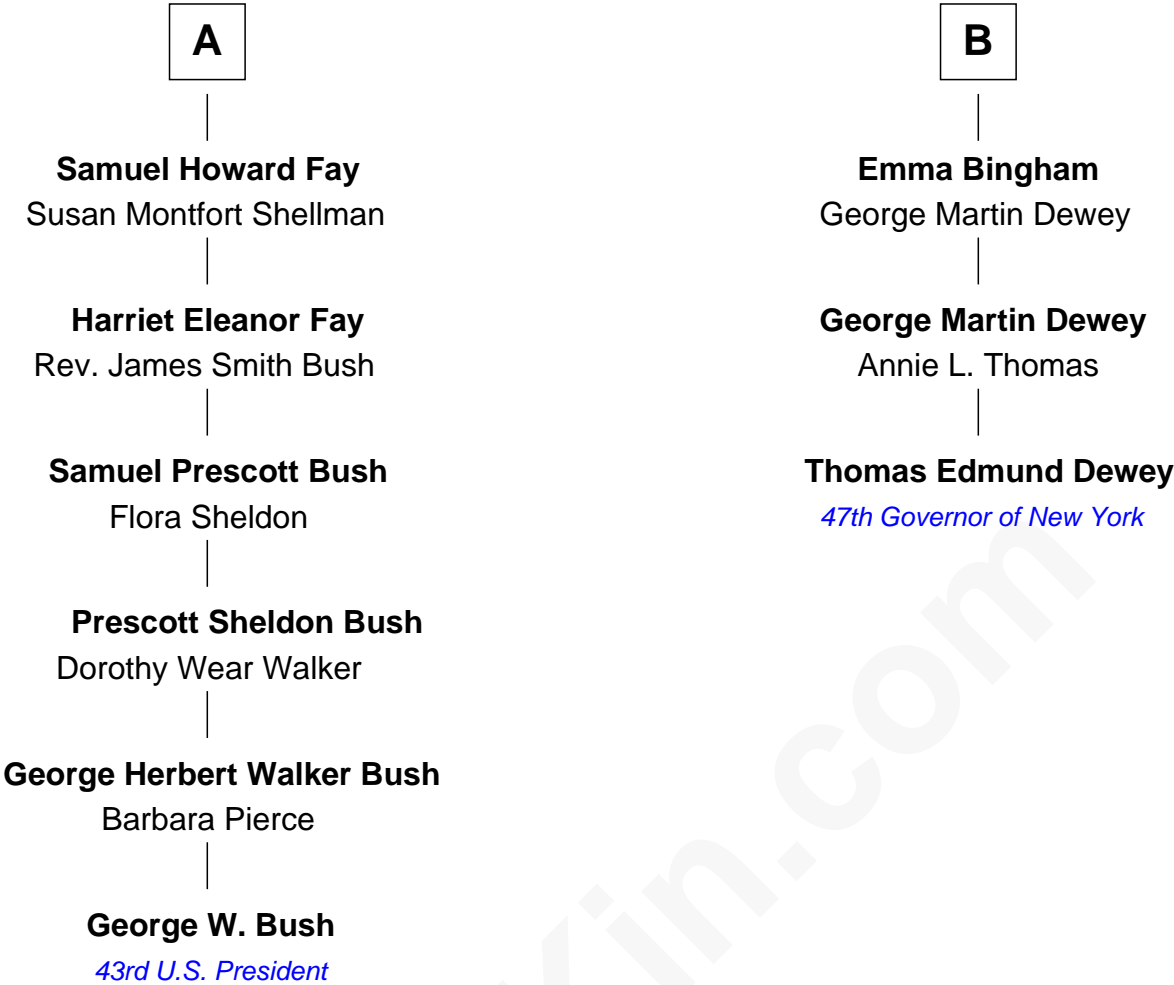 A
Samuel Howard Fay
Susan Montfort Shellman
Harriet Eleanor Fay
Rev. James Smith Bush
Samuel Prescott Bush
Flora Sheldon
Prescott Sheldon Bush
Dorothy Wear Walker
George Herbert Walker Bush
Barbara Pierce
George W. Bush
43rd U.S. President
B
Emma Bingham
George Martin Dewey
George Martin Dewey
Annie L. Thomas
Thomas Edmund Dewey
47th Governor of New York